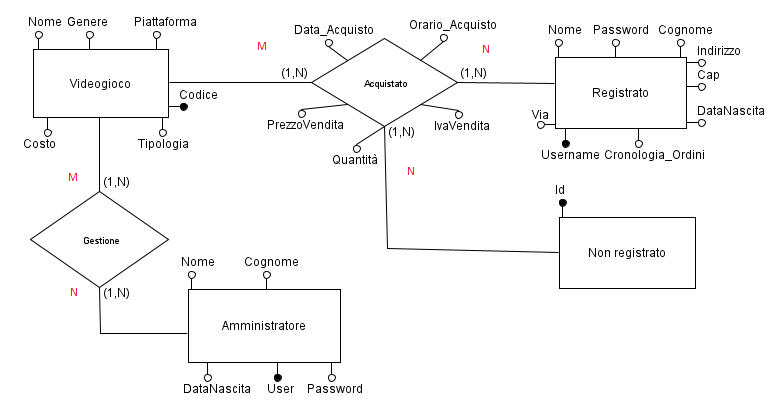 Nome Genere Piattaforma
M
Data_Acquisto
Orario_Acquisto
N
Nome Password Cognome
Indirizzo
Cap
Videogioco
(1,N)
Acquistato
(1,N)
Registrato
Codice
DataNascita
PrezzoVendita
IvaVendita
Via
(1,N)
Costo
Tipologia
Quantità
Username Cronologia_Ordini
M
(1,N)
N
Id
Gestione
Non registrato
Nome Cognome
N
(1,N)
Amministratore
DataNascita User Password